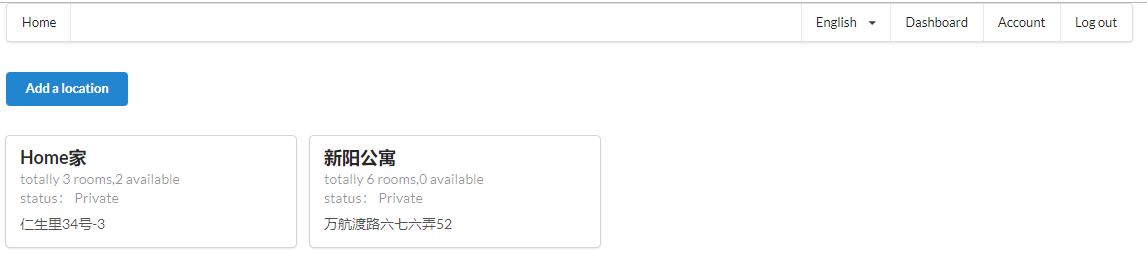 Home English Dashboard Account Log out
Add a location
Home家
totally 3 rooms,2 available
status： Private
仁生里34号-3
新阳公寓
totally 6 rooms,0 available
status： Private
万航渡路六七六弄52